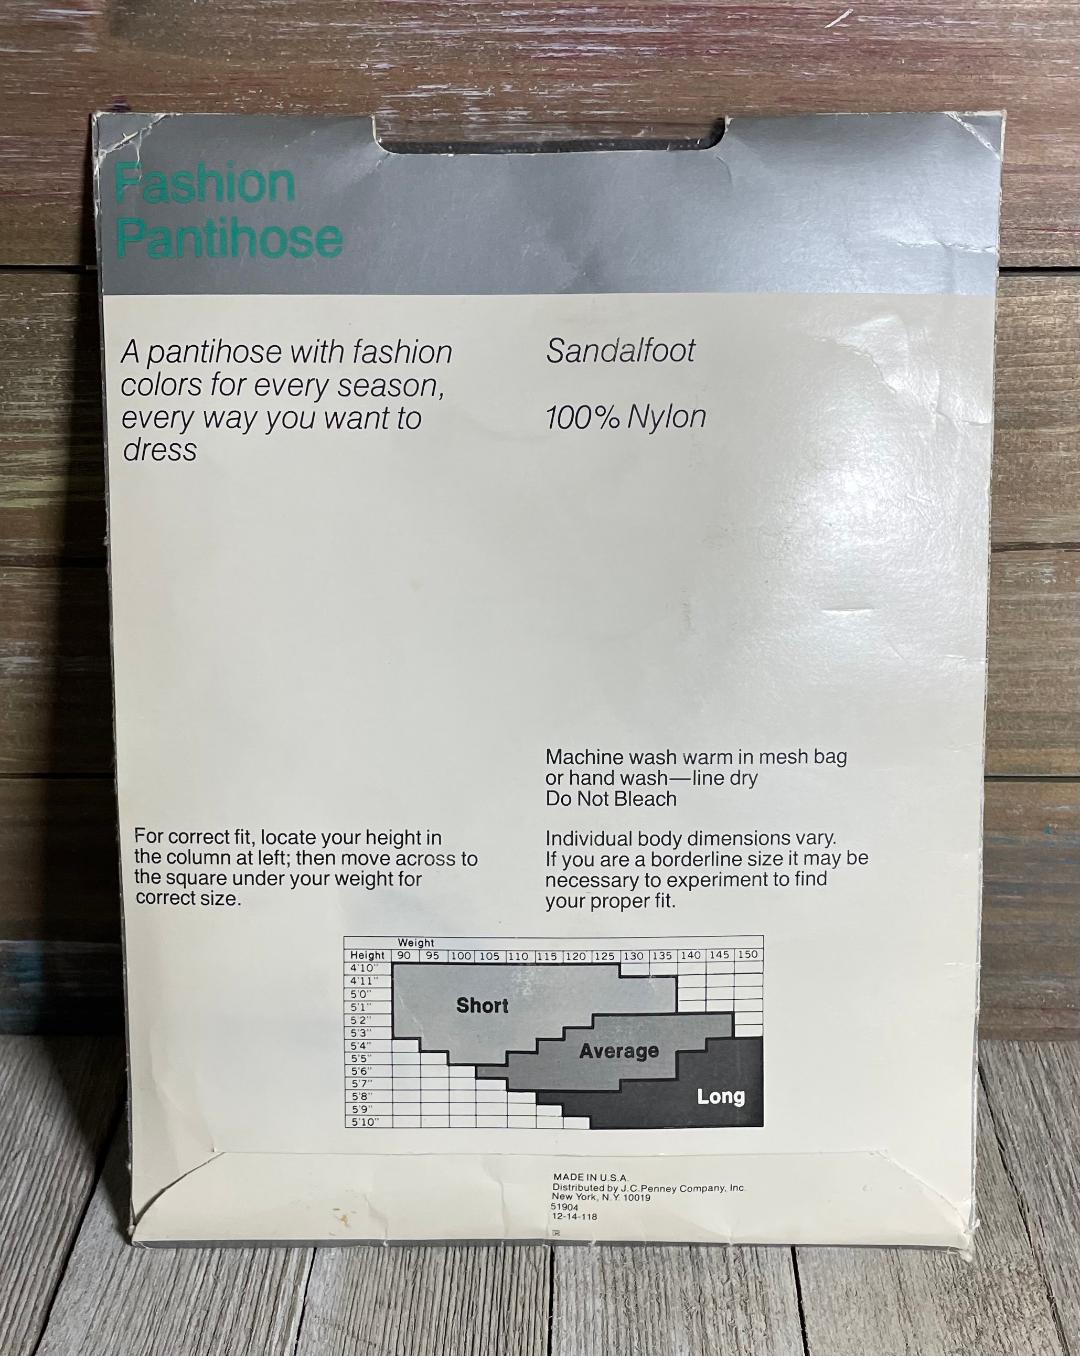 Fashion
Pantihose
A pantihose with fashion
colors for every season,
every way you want to
dress
Sandalfoot
100% Nylon
Machine wash warm in mesh bag
or hand wash—line dry
Do Not Bleach
For correct fit, locate your height in
the column at left; then move across to
the square under your weight for
correct size.
Individual body dimensions vary.
If you are a borderline size it may be
necessary to experiment to find
your proper fit.
Weight
Height 90 95 100 105 110 115 120 125 130 135 140 145 150
4'10"
4'11"
5'0"
5'1"
5'2"
5'3"
5'4"
5'5"
5'6"
5'7"
5'8"
5'9"
5'10"
Short
Average
Long
MADE IN U.S.A.
Distributed by J.C.Penney Company, Inc.
New York, N.Y. 10019
51904
12-14-118